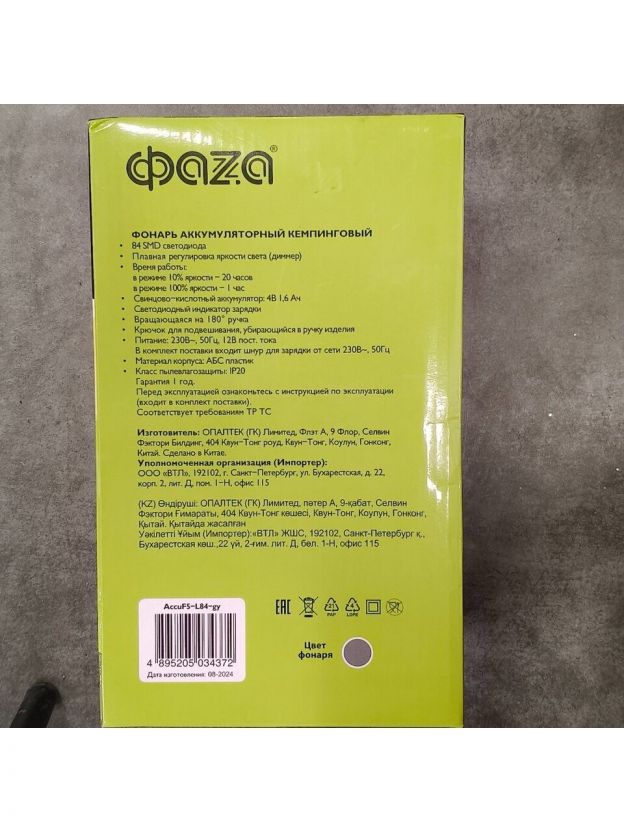 фаzа®
ФОНАРЬ АККУМУЛЯТОРНЫЙ КЕМПИНГОВЫЙ
• 84 SMD светодиода
• Плавная регулировка яркости света (диммер)
• Время работы:
в режиме 10% яркости – 20 часов
в режиме 100% яркости – 1 час
• Свинцово-кислотный аккумулятор: 4В 1,6 Ач
• Светодиодный индикатор зарядки
• Вращающаяся на 180° ручка
• Крючок для подвешивания, убирающийся в ручку изделия
• Питание: 230В~, 50Гц, 12В пост. тока
В комплект поставки входит шнур для зарядки от сети 230В~, 50Гц
• Материал корпуса: АБС пластик
• Класс пылевлагозащиты: IP20
Гарантия 1 год.
Перед эксплуатацией ознакомьтесь с инструкцией по эксплуатации
(входит в комплект поставки).
Соответствует требованиям ТР ТС
Изготовитель: ОПАЛТЕК (ГК) Лимитед, Флэт А, 9 Флор, Селвин
Фэктори Билдинг, 404 Квун-Тонг роуд, Квун-Тонг, Коулун, Гонконг,
Китай. Сделано в Китае.
Уполномоченная организация (Импортер):
ООО «ВТЛ», 192102, г. Санкт-Петербург, ул. Бухарестская, д. 22,
корп. 2, лит. Д, пом. 1-Н, офис 115
(KZ) Өндіруші: ОПАЛТЕК (ГК) Лимитед, пәтер А, 9-қабат, Селвин
Фэктори Ғимараты, 404 Квун-Тонг көшесі, Квун-Тонг, Коулун, Гонконг,
Қытай. Қытайда жасалған
Уәкілетті Ұйым (Импортер):«ВТЛ» ЖШС, 192102, Санкт-Петербург қ.,
Бухарестская көш.,22 үй, 2-ғим. лит. Д, бөл. 1-Н, офис 115
AccuF5-L84-gy
4 895205 034372
Дата изготовления: 08-2024
EAC
21
PAP
4
LDPE
Цвет
фонаря